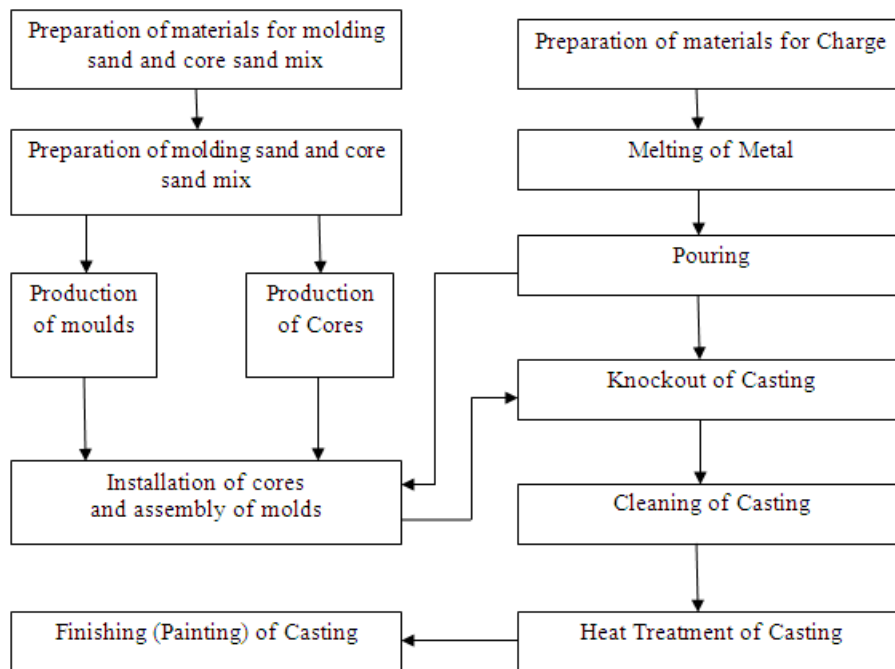 Preparation of materials for molding
sand and core sand mix
Preparation of materials for Charge
Preparation of molding sand and core
sand mix
Melting of Metal
Pouring
Production
of moulds
Production
of Cores
Knockout of Casting
Installation of cores
and assembly of molds
Cleaning of Casting
Finishing (Painting) of Casting
Heat Treatment of Casting